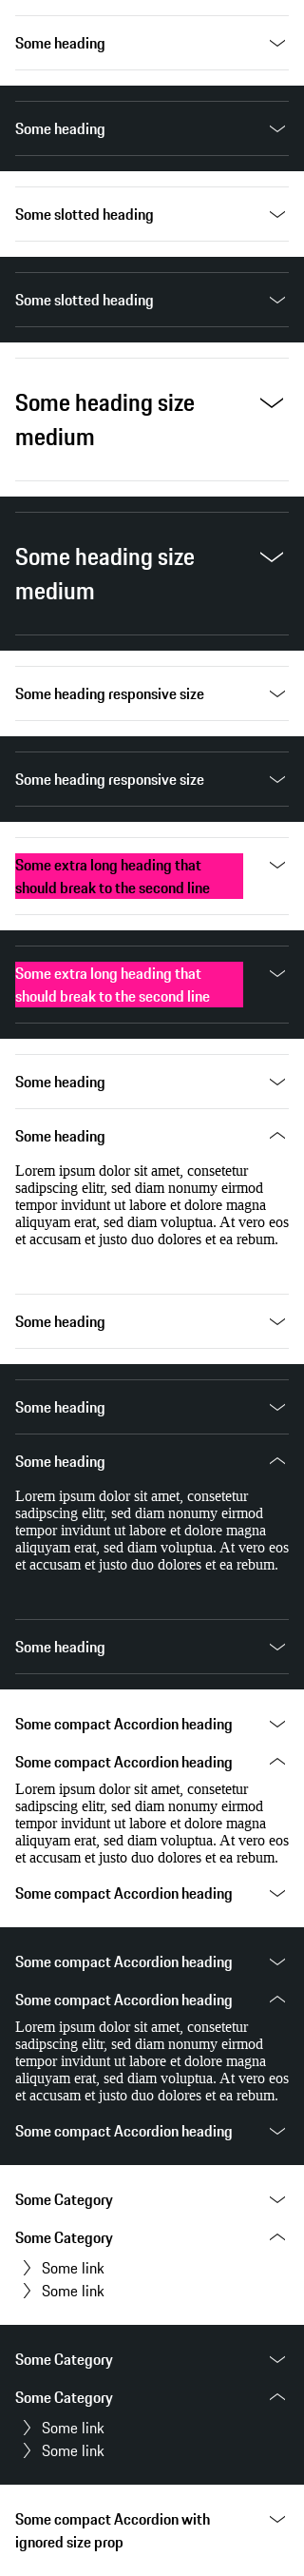 Some heading
Some heading
Some slotted heading
Some slotted heading
Some heading size
medium
Some heading size
medium
Some heading responsive size
Some heading responsive size
Some extra long heading that
should break to the second line
Some extra long heading that
should break to the second line
Some heading
Some heading
Lorem ipsum dolor sit amet, consetetur
sadipscing elitr, sed diam nonumy eirmod
tempor invidunt ut labore et dolore magna
aliquyam erat, sed diam voluptua. At vero eos
et accusam et justo duo dolores et ea rebum.
Some heading
Some heading
Some heading
Lorem ipsum dolor sit amet, consetetur
sadipscing elitr, sed diam nonumy eirmod
tempor invidunt ut labore et dolore magna
aliquyam erat, sed diam voluptua. At vero eos
et accusam et justo duo dolores et ea rebum.
Some heading
Some compact Accordion heading
Some compact Accordion heading
Lorem ipsum dolor sit amet, consetetur
sadipscing elitr, sed diam nonumy eirmod
tempor invidunt ut labore et dolore magna
aliquyam erat, sed diam voluptua. At vero eos
et accusam et justo duo dolores et ea rebum.
Some compact Accordion heading
Some compact Accordion heading
Some compact Accordion heading
Lorem ipsum dolor sit amet, consetetur
sadipscing elitr, sed diam nonumy eirmod
tempor invidunt ut labore et dolore magna
aliquyam erat, sed diam voluptua. At vero eos
et accusam et justo duo dolores et ea rebum.
Some compact Accordion heading
Some Category
Some Category
Some link
Some link
Some Category
Some Category
Some link
Some link
Some compact Accordion with
ignored size prop